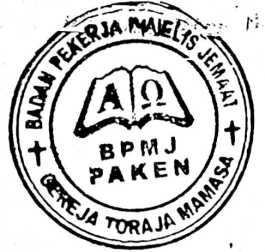 BADAN PEKERJA MAJELIS JEMAAT
A Ω
BPMJ
PAKEN
GEREJA TORAJA MAMASA